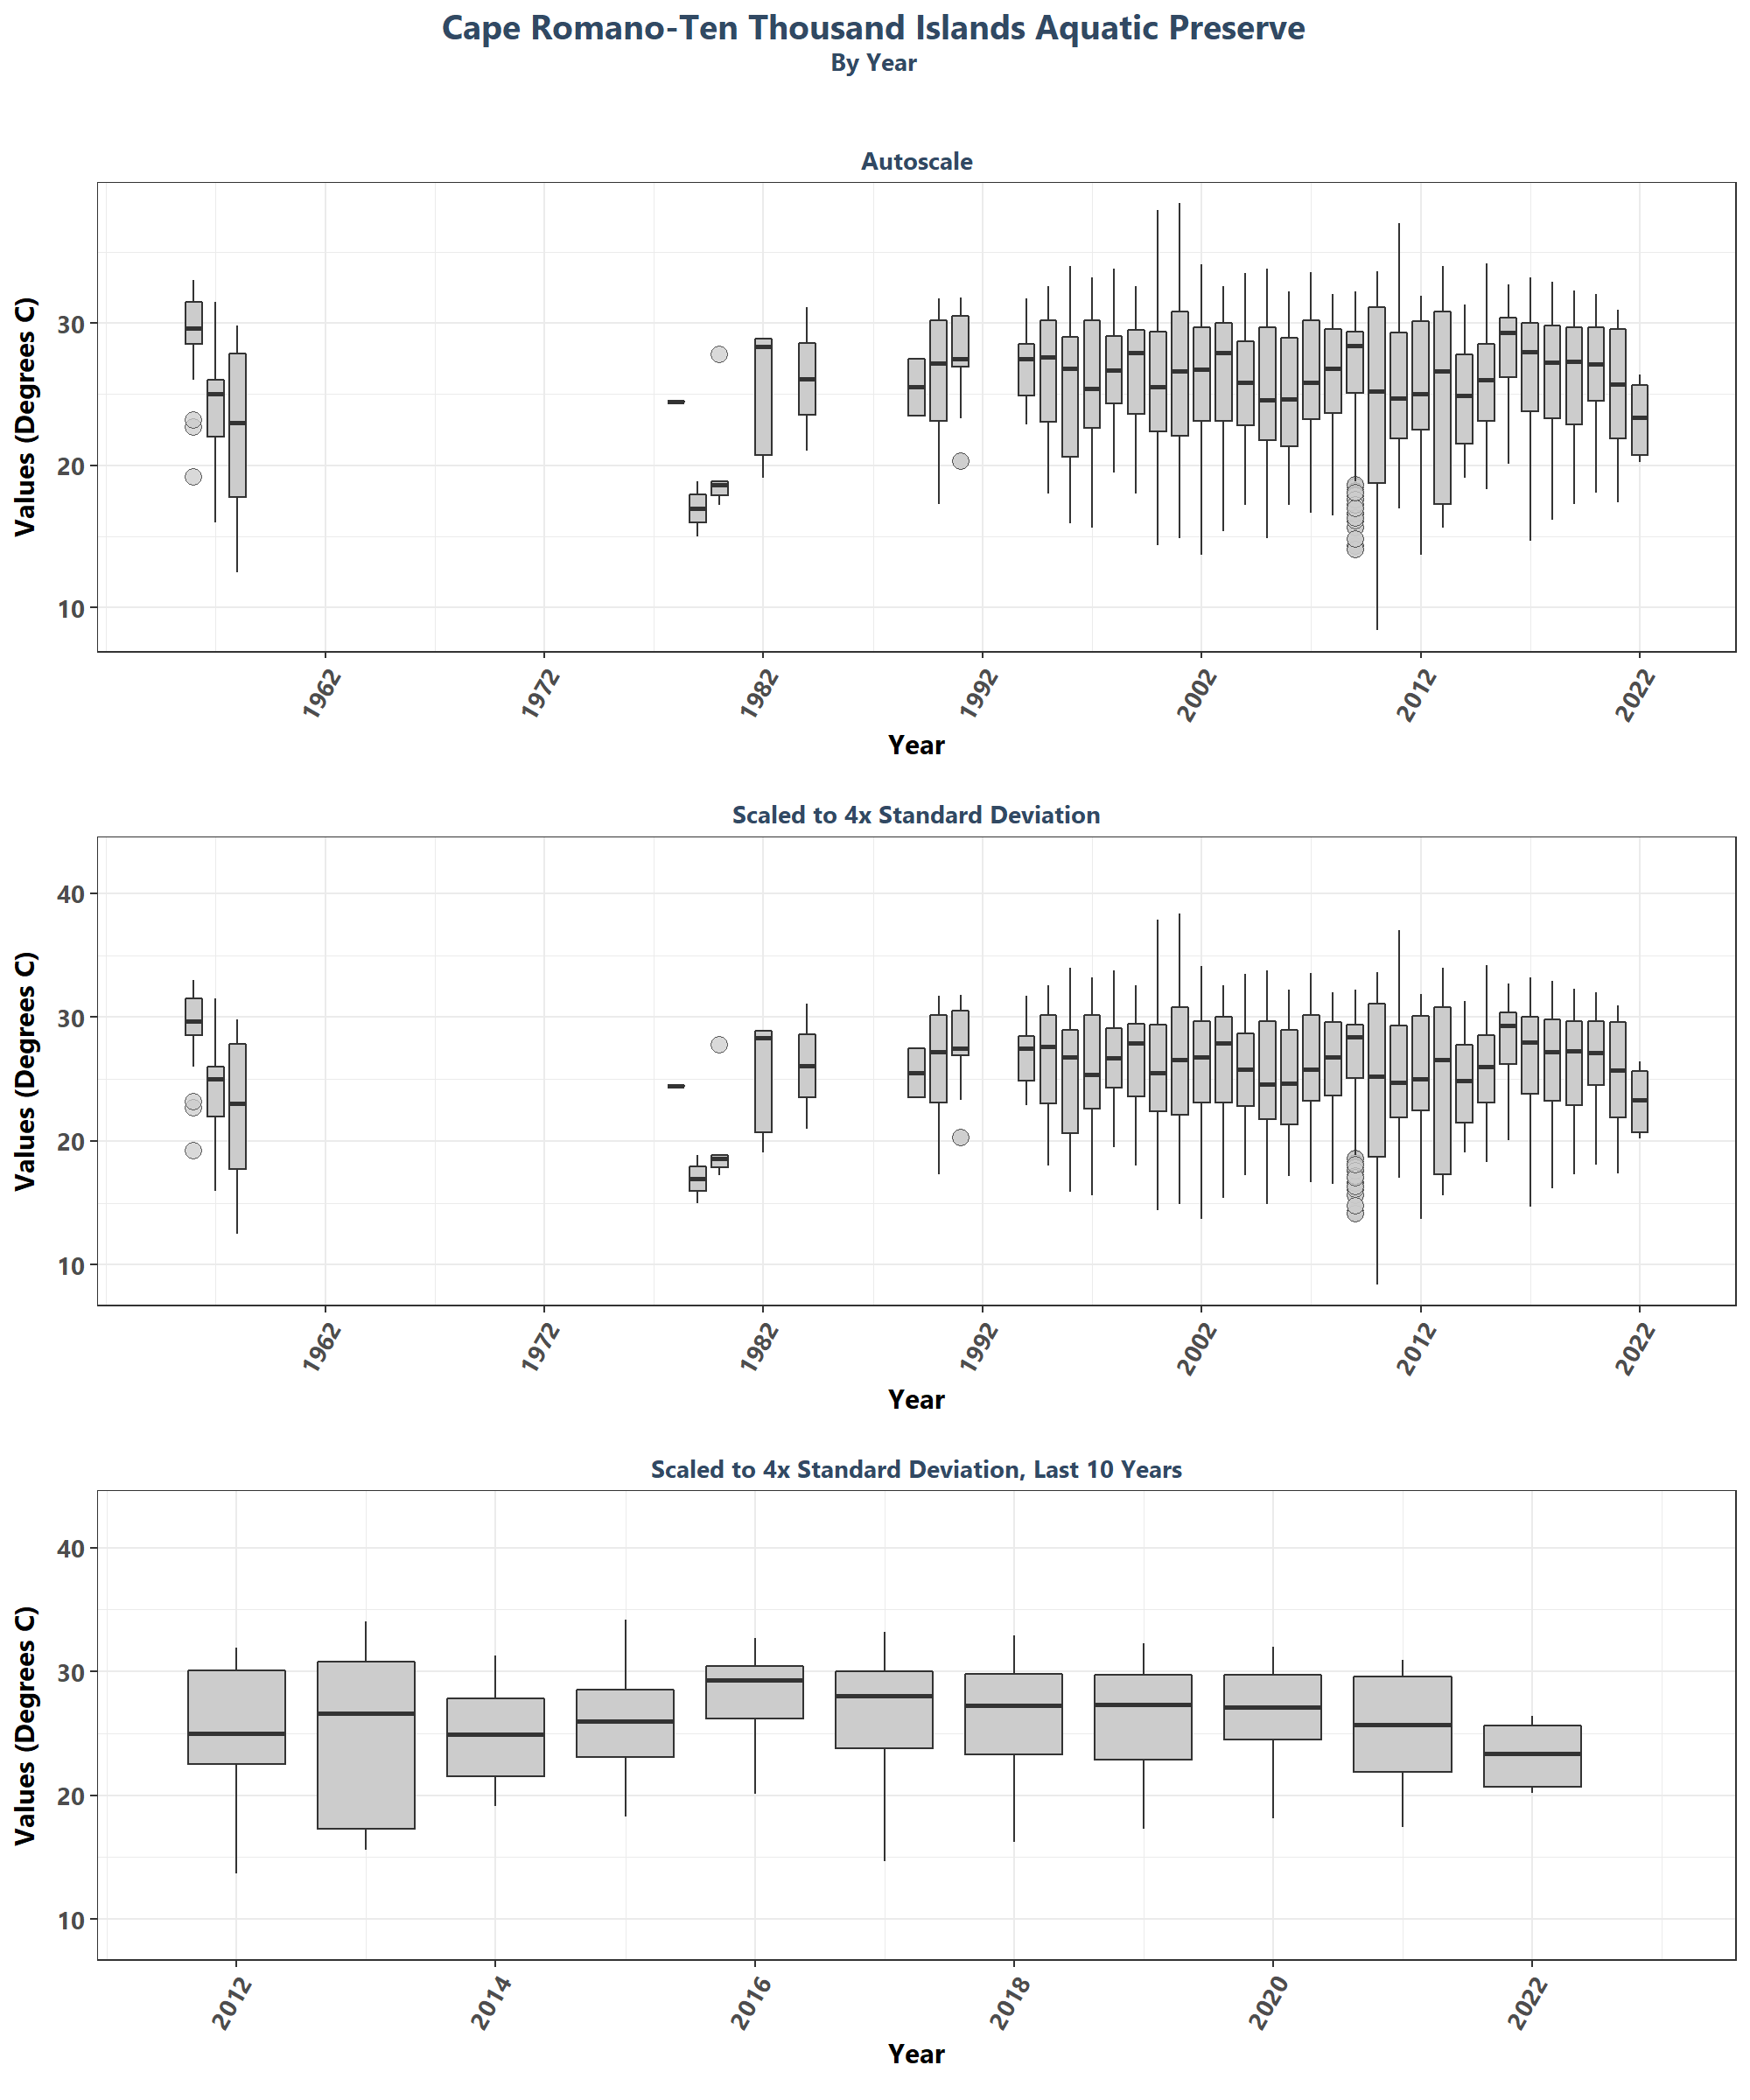 Cape Romano-Ten Thousand Islands Aquatic Preserve
By Year
Autoscale
Values (Degrees C)
30
20
10
1962 1972 1982 1992 2002 2012 2022
Year
Scaled to 4x Standard Deviation
Values (Degrees C)
40
30
20
10
1962 1972 1982 1992 2002 2012 2022
Year
Scaled to 4x Standard Deviation, Last 10 Years
Values (Degrees C)
40
30
20
10
2012 2014 2016 2018 2020 2022
Year